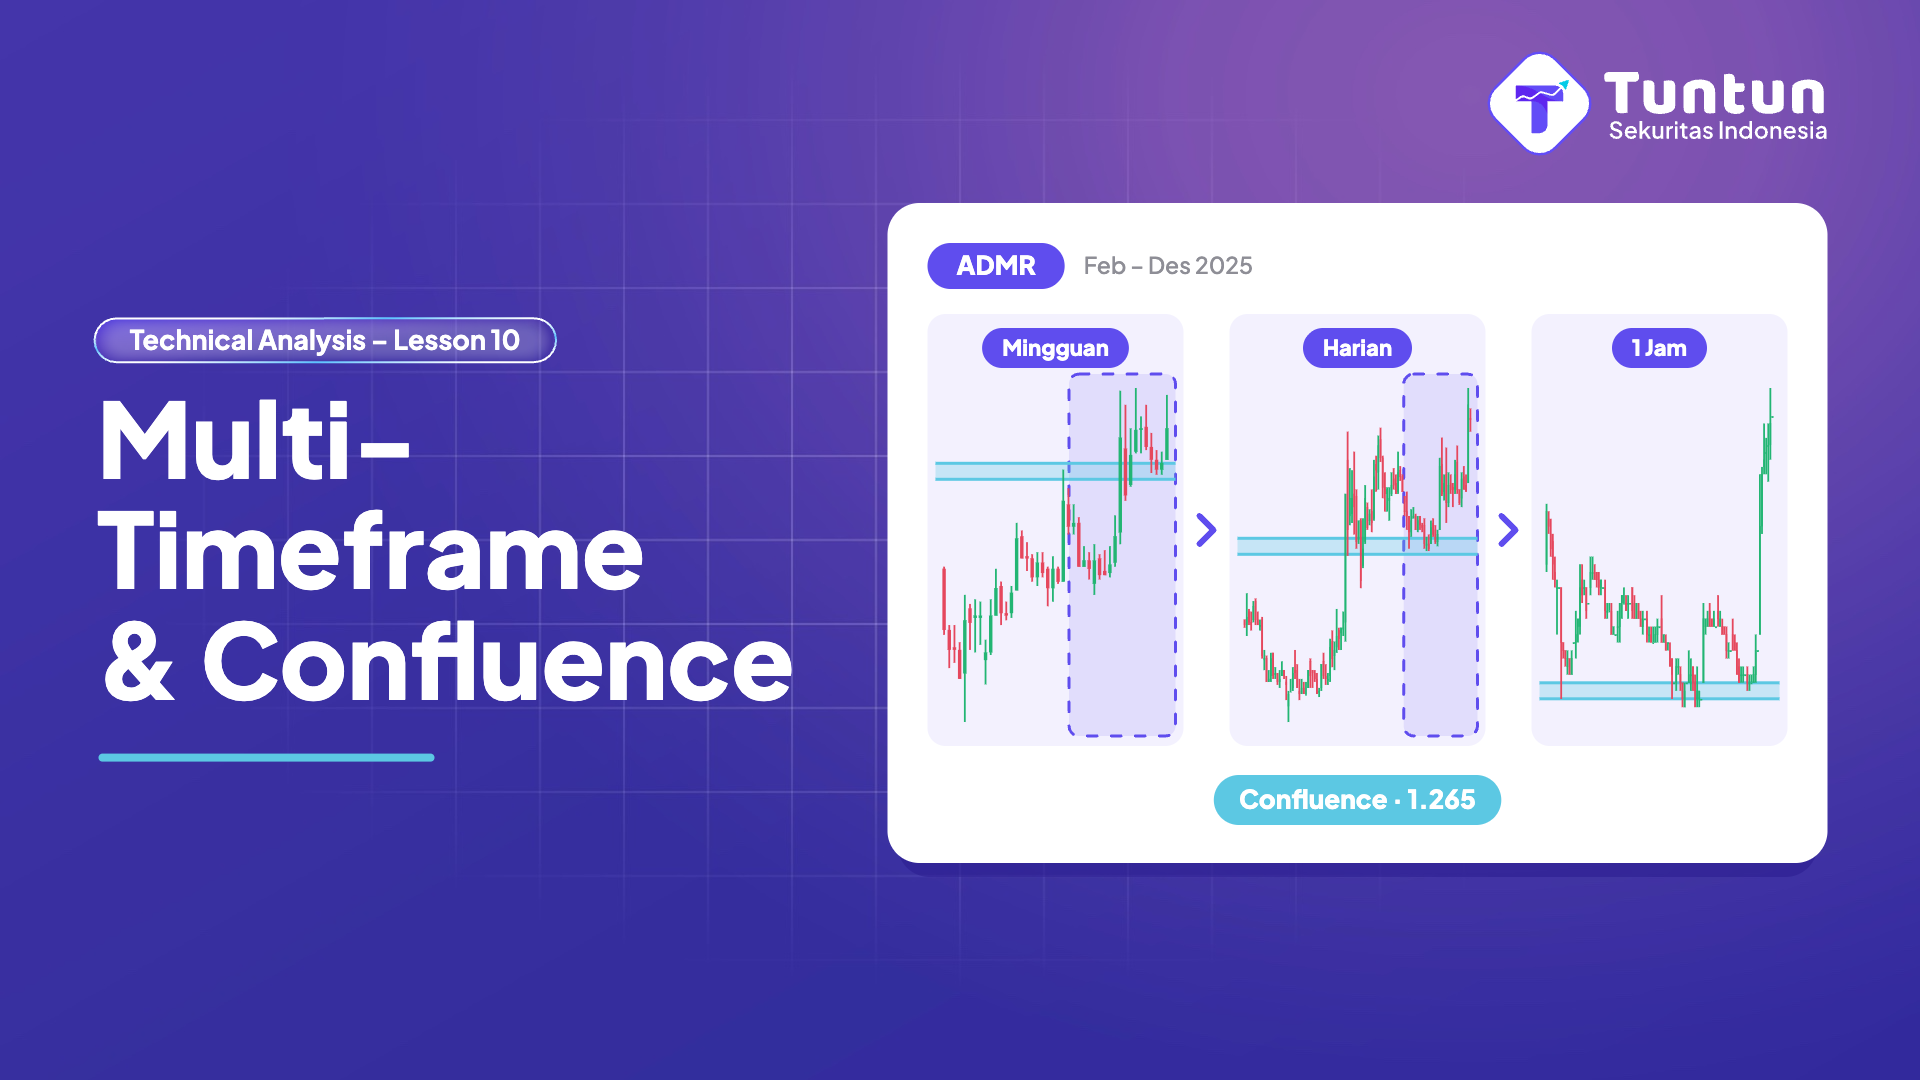 Tuntun
Sekuritas Indonesia
Technical Analysis – Lesson 10
Multi-
Timeframe
& Confluence
ADMR
Feb – Des 2025
Mingguan
Harian
1 Jam
Confluence · 1.265